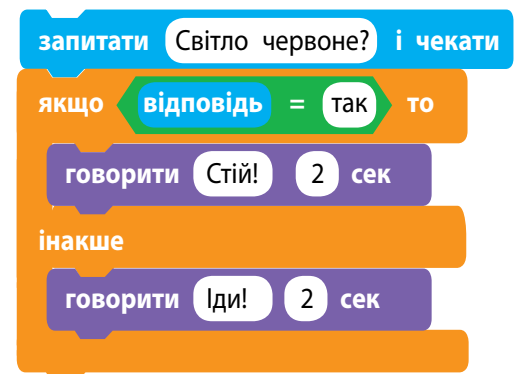 запитати Світло червоне? і чекати
якщо відповідь = так то
говорити Стій! 2 сек
інакше
говорити Іди! 2 сек